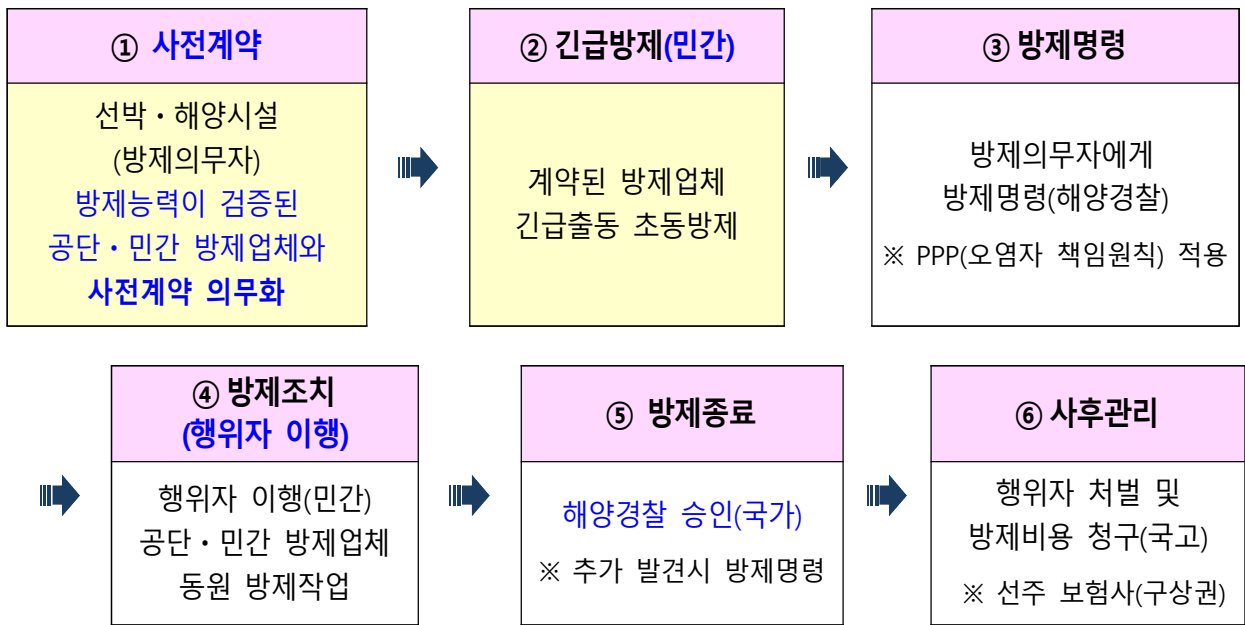 ① 사전계약
선박・해양시설
(방제의무자)
방제능력이 검증된
공단・민간 방제업체와
사전계약 의무화
② 긴급방제(민간)
계약된 방제업체
긴급출동 초동방제
③ 방제명령
방제의무자에게
방제명령(해양경찰)
※ PPP(오염자 책임원칙) 적용
④ 방제조치
(행위자 이행)
행위자 이행(민간)
공단・민간 방제업체
동원 방제작업
⑤ 방제종료
해양경찰 승인(국가)
※ 추가 발견시 방제명령
⑥ 사후관리
행위자 처벌 및
방제비용 청구(국고)
※ 선주 보험사(구상권)